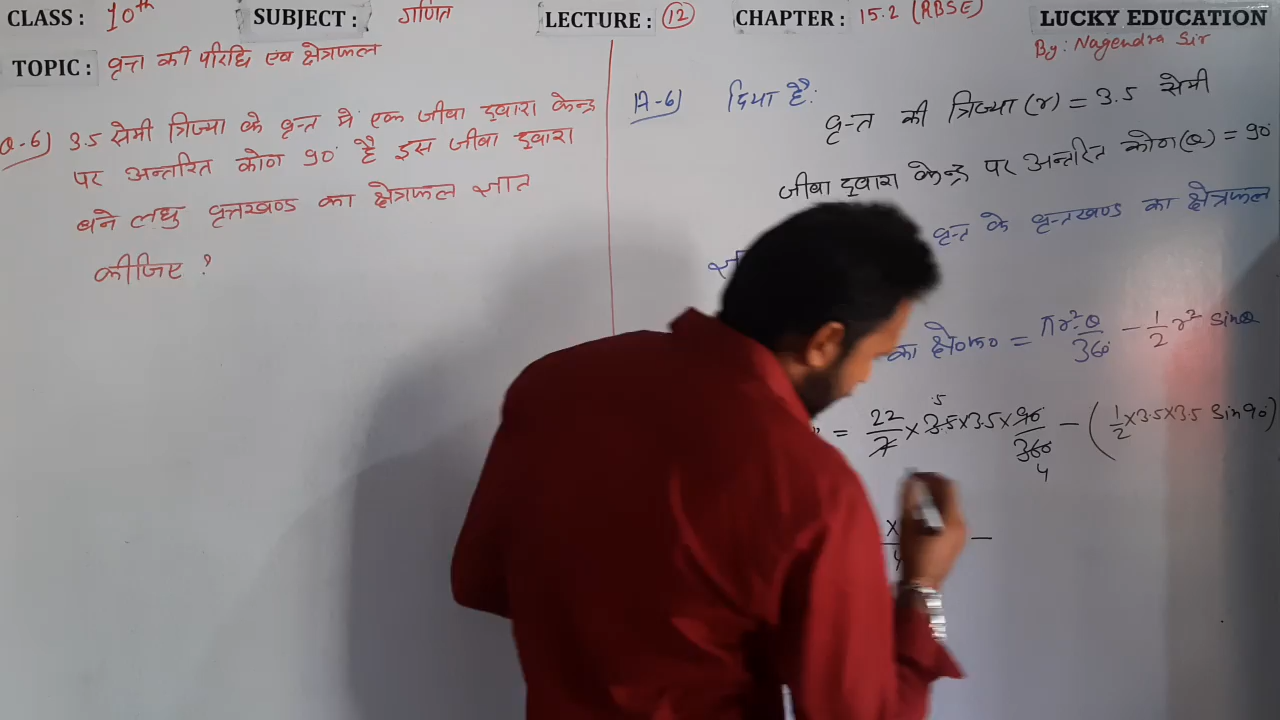 CLASS : 10th SUBJECT : गणित LECTURE : 12 CHAPTER : 15.2 (RBSE) LUCKY EDUCATION
By: Nagendra Sir
TOPIC : वृत्त की परिधि एवं क्षेत्रफल
Q-6) 3.5 सेमी त्रिज्या के वृत्त में एक जीवा द्वारा केन्द्र
पर अन्तरित कोण 90° है इस जीवा द्वारा
बने लघु वृत्तखण्ड का क्षेत्रफल ज्ञात
कीजिए ?
A-6) दिया है:
वृत्त की त्रिज्या (r) = 3.5 सेमी
जीवा द्वारा केन्द्र पर अन्तरित कोण (θ) = 90°
वृत्त के वृत्तखण्ड का क्षेत्रफल
का क्षे०फ० = πr²θ/360° - 1/2 r² sinθ
= 22/7 × 3.5 × 3.5 × 90°/360° - (1/2 × 3.5 × 3.5 sin90°)
5
4
×
4
-